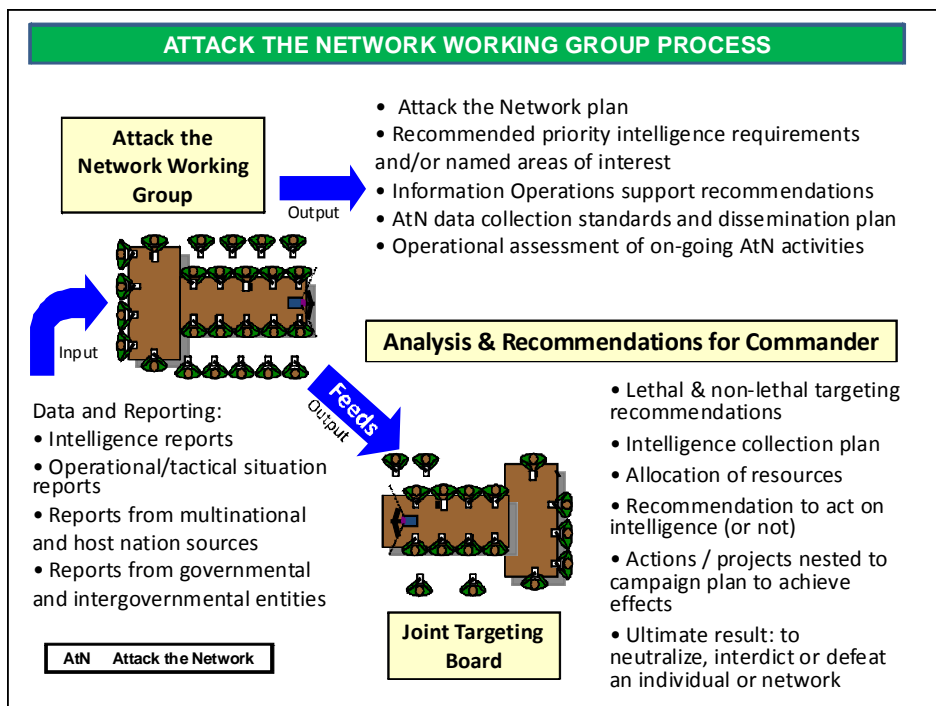 ATTACK THE NETWORK WORKING GROUP PROCESS
Attack the
Network Working
Group
Output
• Attack the Network plan
• Recommended priority intelligence requirements
and/or named areas of interest
• Information Operations support recommendations
• AtN data collection standards and dissemination plan
• Operational assessment of on-going AtN activities
Input
Data and Reporting:
• Intelligence reports
• Operational/tactical situation
reports
• Reports from multinational
and host nation sources
• Reports from governmental
and intergovernmental entities
Feeds
Output
Analysis & Recommendations for Commander
• Lethal & non-lethal targeting
recommendations
• Intelligence collection plan
• Allocation of resources
• Recommendation to act on
intelligence (or not)
• Actions / projects nested to
campaign plan to achieve
effects
• Ultimate result: to
neutralize, interdict or defeat
an individual or network
Joint Targeting
Board
AtN Attack the Network